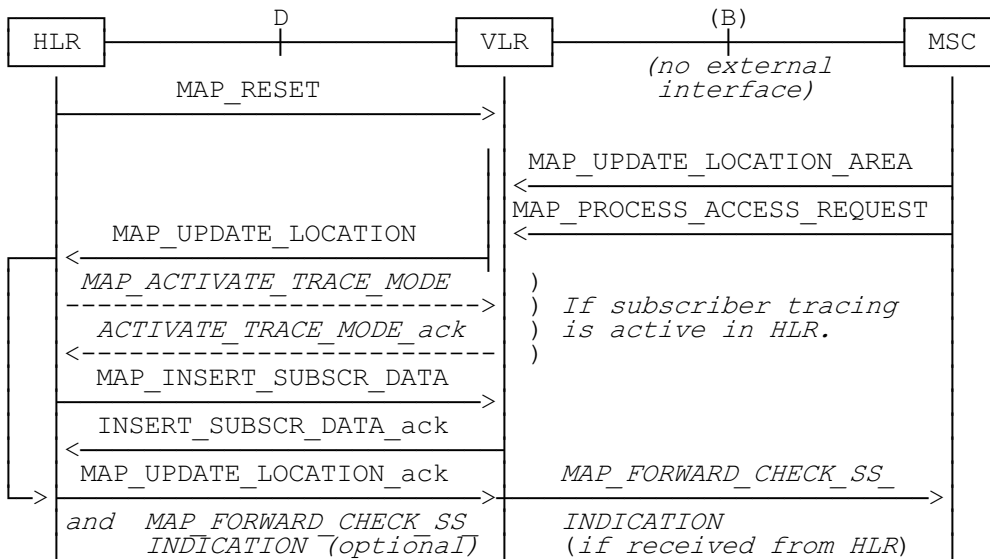 D (B)
HLR VLR MSC
(no external
interface)
MAP_RESET
MAP_UPDATE_LOCATION_AREA
MAP_PROCESS_ACCESS_REQUEST
MAP_UPDATE_LOCATION
MAP_ACTIVATE_TRACE_MODE )
) If subscriber tracing
ACTIVATE_TRACE_MODE_ack ) is active in HLR.
)
MAP_INSERT_SUBSCR_DATA
INSERT_SUBSCR_DATA_ack
MAP_UPDATE_LOCATION_ack MAP_FORWARD_CHECK_SS_
and MAP_FORWARD_CHECK_SS_ INDICATION
INDICATION (optional) (if received from HLR)